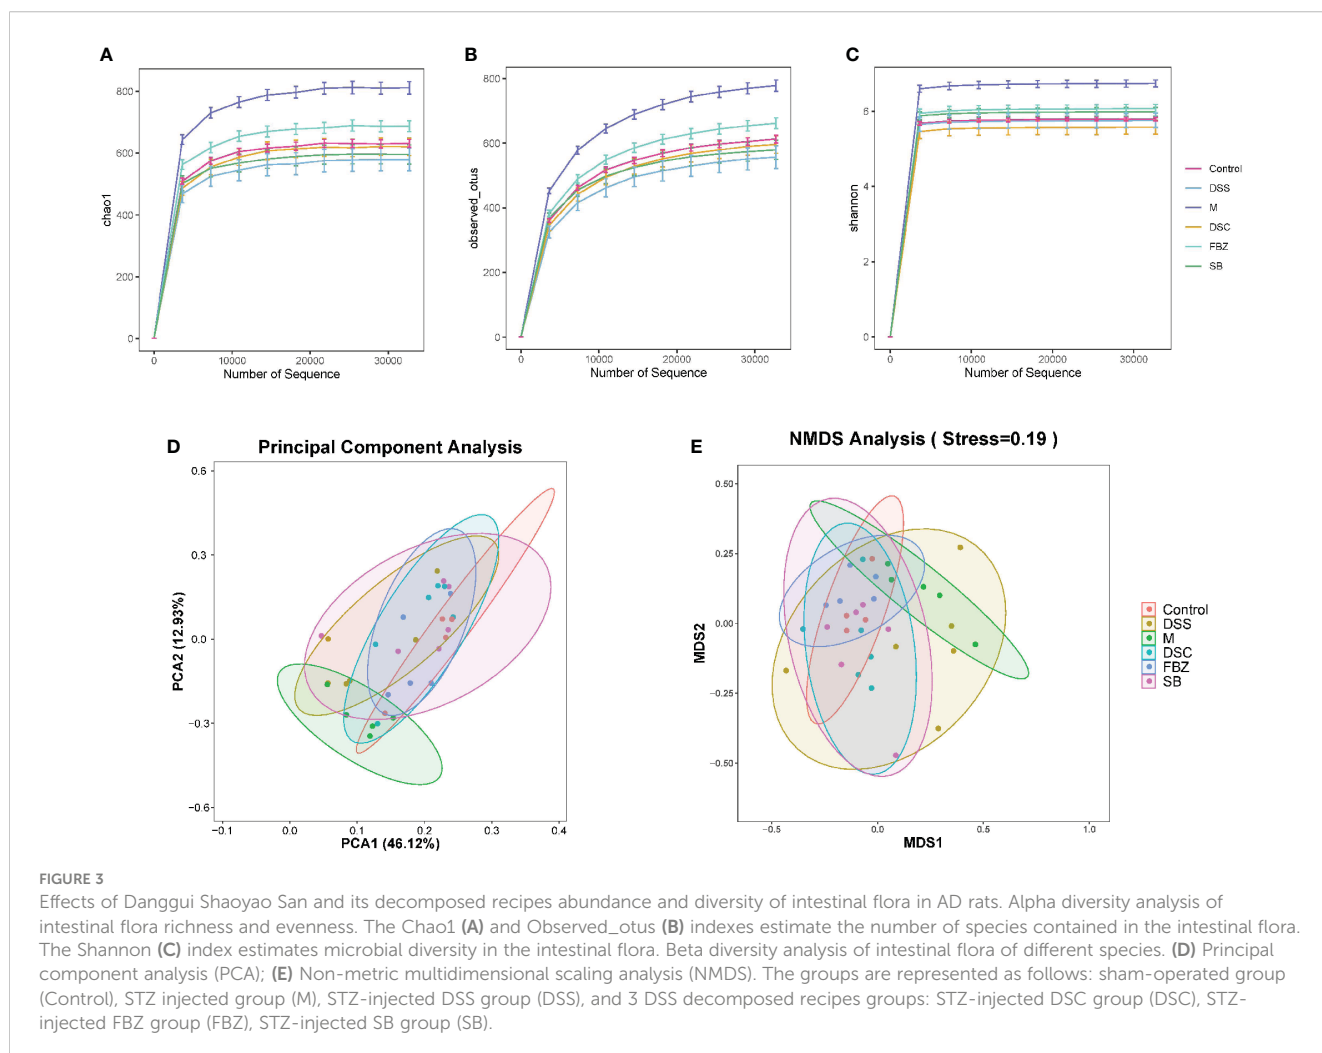 A
B
C
800
600
400
200
0
chao1
0
10000
20000
30000
Number of Sequence
800
600
400
200
0
observed_otus
0
10000
20000
30000
Number of Sequence
6
4
2
0
shannon
0
10000
20000
30000
Number of Sequence
Control
DSS
M
DSC
FBZ
SB
D
Principal Component Analysis
0.6
0.3
0.0
−0.3
−0.6
PCA2 (12.93%)
−0.1
0.0
0.1
0.2
0.3
0.4
PCA1 (46.12%)
E
NMDS Analysis ( Stress=0.19 )
0.50
0.25
0.00
−0.25
−0.50
MDS2
−0.5
0.0
0.5
1.0
MDS1
Control
DSS
M
DSC
FBZ
SB
FIGURE 3
Effects of Danggui Shaoyao San and its decomposed recipes abundance and diversity of intestinal flora in AD rats. Alpha diversity analysis of
intestinal flora richness and evenness. The Chao1 (A) and Observed_otus (B) indexes estimate the number of species contained in the intestinal flora.
The Shannon (C) index estimates microbial diversity in the intestinal flora. Beta diversity analysis of intestinal flora of different species. (D) Principal
component analysis (PCA); (E) Non-metric multidimensional scaling analysis (NMDS). The groups are represented as follows: sham-operated group
(Control), STZ injected group (M), STZ-injected DSS group (DSS), and 3 DSS decomposed recipes groups: STZ-injected DSC group (DSC), STZ-
injected FBZ group (FBZ), STZ-injected SB group (SB).